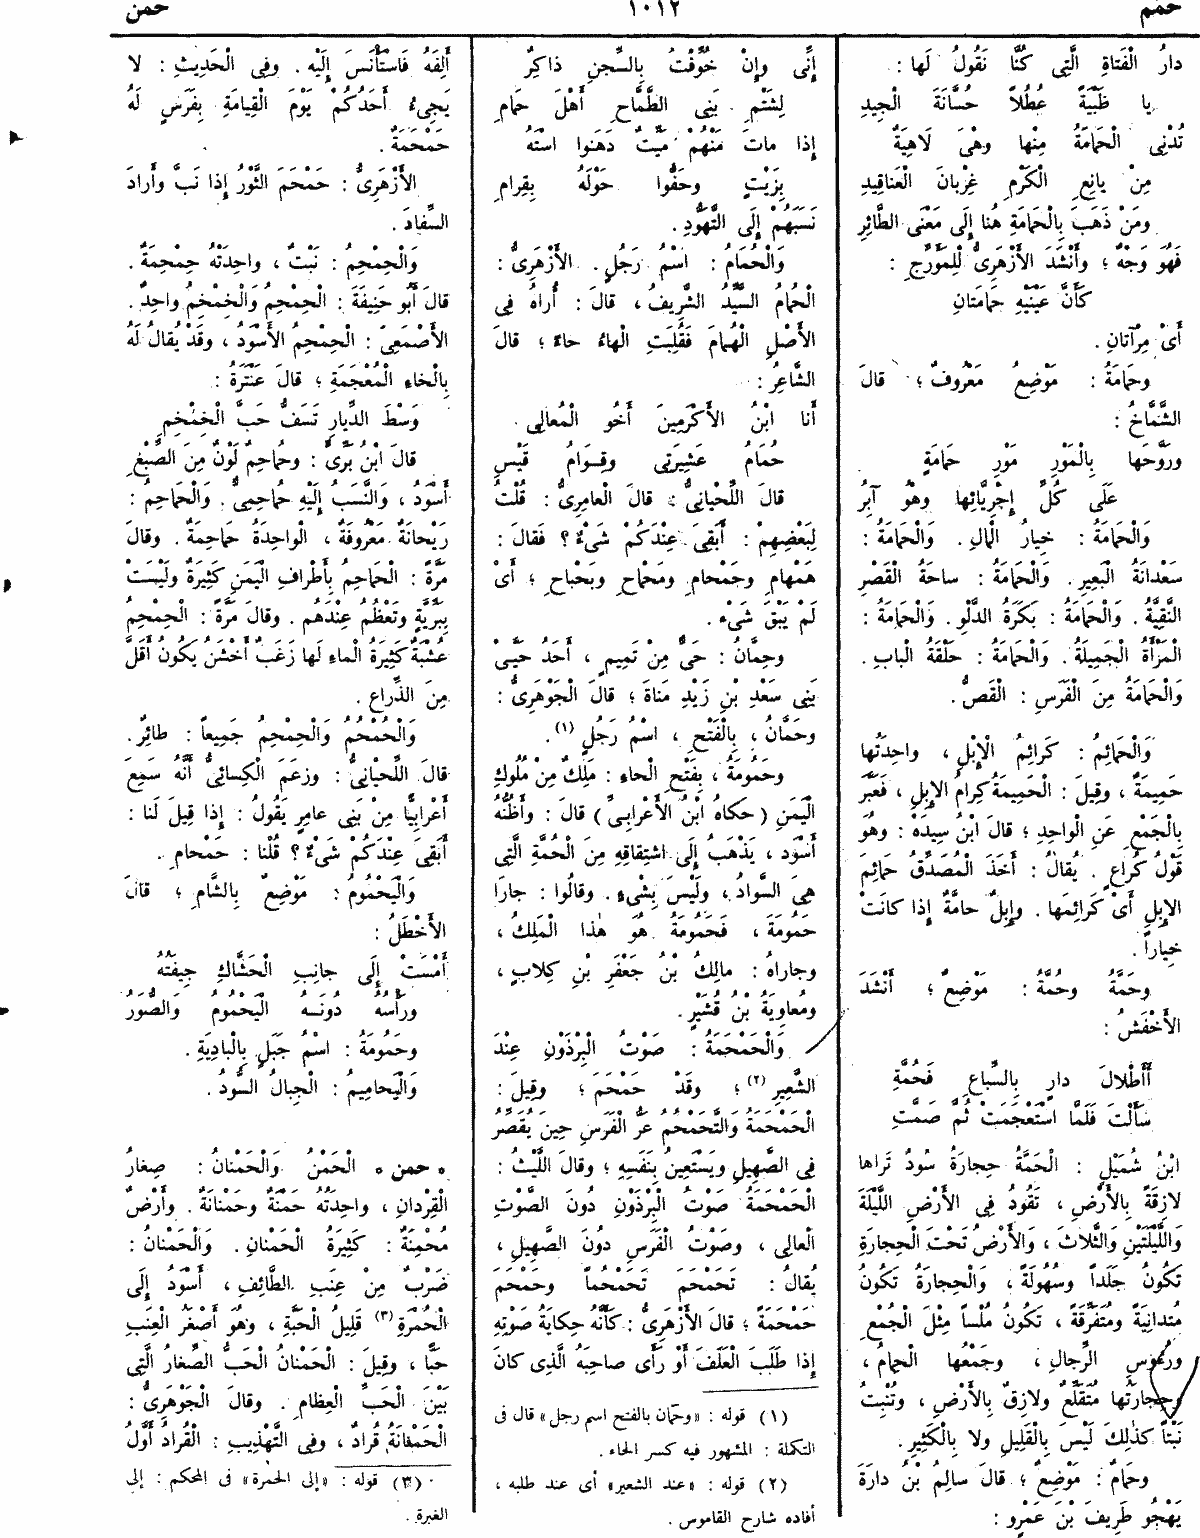 حمم
١٠١٢
حمن
دارُ الْفَتاةِ الَّتِى كُنَّا نَقُولُ لَها :
يا ظَبْيَةً عُطُلاً حُسَّانَةَ الْجِيدِ
تُدْنِى الْحَمامَةُ مِنْها وهْىَ لَاهِيَةٌ
مِنْ يانِعِ الْكَرْمِ غِرْبانَ الْعَناقِيدِ
ومَنْ ذَهَبَ بِالْحَمامَةِ هُنا إِلَى مَعْنَى الطَّائِرِ
فَهُوَ وَجْهٌ ؛ وأَنْشَدَ الأَزْهَرِىُّ لْلِمَؤَرِّجِ :
كَأَنَّ عَيْنَيْهِ حَمامَتانِ
أَىْ مِرْآتانِ .
وحَمامَةُ : مَوْضِعٌ مَعْرُوفٌ ؛ قالَ
الشَّمَّاخُ :
ورَوَّحَها بِالْمَوْرِ مَوْرِ حَمامَةٍ
عَلَى كُلِّ إِجْرِيَّائِها وهْوَ آبِرُ
وَالْحَمامَةُ : خِيارُ الْمالِ . وَالْحَمامَةُ :
سَعْدانَةُ الْبَعِيرِ . وَالْحَمامَةُ : ساحَةُ الْقَصْرِ
النَّقِيَّةُ . وَالْحَمامَةُ : بَكَرَةُ الدَّلْوِ . وَالْحَمامَةُ :
الْمَرْأَةُ الْجَمِيلَةُ . وَالْحَمامَةُ : حَلْقَةُ الْبابِ .
وَالْحَمامَةُ مِنَ الْفَرَسِ : الْقَصُّ .
وَالْحَمائِمُ : كَرائِمُ الْإِبِلِ ، واحِدَتُها
حَمِيمَةٌ ، وقِيلَ : الْحَمِيمَةُ كِرامُ الإِبِلِ ، فَعَبَّرَ
بِالْجَمْعِ عَنِ الْواحِدِ ؛ قالَ ابْنُ سِيدَهْ : وهُوَ
قَوْلُ كُراعٍ . يُقالُ : أَخَذَ الْمُصَدِّقُ حَمائِمَ
الإِبِلِ أَىْ كَرائِمَها . وإِبِلٌ حامَّةٌ إِذا كانَتْ
خِياراً .
وحَمَّةُ وحُمَّةُ : مَوْضِعٌ ؛ أَنْشَدَ
الأَخْفَشُ :
أَأَطْلالَ دارٍ بِالسِّباعِ فَحُمَّةِ
سَأَلْتَ فَلَمَّا اسْتَعْجَمَتْ ثُمَّ صَمَّتِ
ابْنُ شُمَيْلٍ : الْحَمَّةُ حِجارَةٌ سُودٌ تَراها
لازِقَةً بِالأَرْضِ ، تَقُودُ فِى الأَرْضِ اللَّيْلَةَ
وَاللَّيْلَتَيْنِ وَالثَّلاثَ ، وَالأَرْضُ تَحْتَ الْحِجارَةِ
تَكُونُ جَلَداً وسُهُولَةً ، وَالْحِجارَةُ تَكُونُ
مُتدانِيَةً ومُتَفَرِّقَةً ، تَكُونُ مُلْساً مِثْلَ الْجُمْعِ
ورُءُوسِ الرِّجالِ ، وجَمْعُها الْحِمامُ ،
وحِجارَتُها مُتَقَلِّعٌ ولازِقٌ بِالأَرْضِ ، وتُنْبِتُ
نَبْتاً كَذٰلِكَ لَيْسَ بِالْقَلِيلِ ولا بِالْكَثِيرِ .
وحَمامٌ : مَوْضِعٌ ؛ قالَ سالِمُ بْنُ دارَةَ
يَهْجُو طَرِيفَ بْنَ عَمْرٍو :
إِنِّى وإِنْ خُوِّفْتُ بِالسِّجْنِ ذاكِرٌ
لِشَتْمِ بَنِى الطَّمَّاحِ أَهْلَ حَمامِ
إِذا ماتَ مَنْهُمْ مَيِّتٌ دَهَنوا اسْتَهُ
بِزَيْتٍ وحَفُّوا حَوْلَهُ بِقِرامِ
نَسَبَهُمْ إِلَى التَّهَوُّدِ .
وَالْحُمامُ : اسْمُ رَجُلٍ . الأَزْهَرِىُّ :
الْحُمامُ السَّيِّدُ الشَّرِيفُ ، قالَ : أُراهُ فِى
الأَصْلِ الْهُمامَ فَقُلِبَتِ الْهاءُ حاءً ؛ قالَ
الشَّاعِرُ :
أَنا ابْنُ الأَكْرَمِينَ أَخُو الْمُعالِى
حُمامُ عَشِيرَتِى وقِوامُ قَيْسِ
قالَ اللِّحْيانِىُّ : قالَ الْعامِرِىُّ : قُلْتُ
لِبَعْضِهِمْ : أَبَقِىَ عِنْدَكُمْ شَىْءٌ ؟ فَقالَ :
هَمْهامِ وحَمْحامِ ومَحْماحِ وبَحْباحِ ؛ أَىْ
لَمْ يَبْقَ شَىْء .
وحِمَّانُ : حَىٌّ مِنْ تَمِيمٍ ، أَحَدُ حَيَّىْ
بَنِى سَعْدِ بْنِ زَيْدِ مَناةَ ؛ قالَ الْجَوْهَرِىُّ :
وحَمَّانُ ، بِالْفَتْحِ ، اسْمُ رَجُلٍ (١) .
وحَمُومَةُ ، بِفَتْحِ الْحاءِ : مَلِكٌ مِنْ مُلُوكِ
الْيَمَنِ ( حَكاهُ ابْنُ الأَعْرابِىِّ ) قالَ : وأَظُنُّهُ
أَسْوَد ، يَذْهَبُ إِلَى اشْتِقاقِهِ مِنَ الْحُمَّةِ الَّتِى
هِىَ السَّوادُ ، ولَيْسَ بِشْىءٍ . وقالُوا : جارَا
حَمُومَةَ ، فَحَمُومَةُ هُوَ هٰذا الْمَلِكُ ،
وجاراهُ : مالِكُ بْنُ جَعْفَرِ بْنِ كِلابٍ ،
ومُعاوِيَةُ بْنُ قُشَيْرٍ .
وَالْحَمْحَمَةُ : صَوْتُ الْبِرْذَوْنِ عِنْدَ
الشَّعِيرِ (٢) ؛ وقَدْ حَمْحَمَ ؛ وقِيلَ :
الْحَمْحَمَةُ وَالتَّحَمْحُمُ عَرُّ الْفَرَسِ حِينَ يُقَصِّرُ
فِى الصَّهِيلِ ويَسْتَعِينُ بِنَفَسِهِ ؛ وقالَ اللَّيْثُ :
الْحَمْحَمَةُ صَوْتُ الْبِرْذَوْنِ دُونَ الصَّوْتِ
الْعالِى ، وصَوْتُ الْفَرَسِ دُونَ الصَّهِيلِ ،
يُقالُ : تَحَمْحَمَ تَحَمْحُماً وحَمْحَمَ
حَمْحَمَةً ؛ قالَ الأَزْهَرِىُّ : كَأَنَّهُ حِكايَةُ صَوْتِهِ
إِذا طَلَبَ الْعَلَفَ أَوْ رَأَى صاحِبَهُ الَّذِى كانَ
(١) قوله : «وحمَّان بالفتح اسم رجل» قال فى
التكملة : المشهور فيه كسر الحاء .
(٢) قوله : «عند الشعير» أى عند طلبه ،
أفاده شارح القاموس .
أَلِفَهُ فَاسْتَأْنَسَ إِلَيْهِ . وفِى الْحَدِيثِ : لا
يَجِىءُ أَحَدُكُمْ يَوْمَ الْقِيامَةِ بِفَرَسٍ لَهُ
حَمْحَمَةٌ .
الأَزْهَرِىُّ : حَمْحَمَ الثَّوْرُ إِذا نَبَّ وأَرادَ
السِّفادَ .
وَالْحِمْحِمُ : نَبْتٌ ، واحِدَتُهُ حِمْحِمَةٌ .
قالَ أَبُو حَنِيفَةَ : الْحِمْحِمُ وَالْخِمْخِمُ واحِدٌ .
الأَصْمَعِىُّ : الْحِمْحِمُ الأَسْوَدُ ، وقَدْ يُقالُ لَهُ
بِالْخاءِ الْمُعْجَمَةِ ؛ قالَ عَنْتَرَةُ :
وَسْطَ الدِّيارِ تَسَفُّ حَبَّ الْخِمْخِمِ
قالَ ابْنُ بَرِّىٍّ : وحُماحِمٌ لَوْنٌ مِنَ الصِّبْغِ
أَسْوَدُ ، وَالنَّسَبُ إِلَيْهِ حُماحِمِىٌّ . وَالْحَماحِمُ :
رَيْحانَةٌ مَعْرُوفَةٌ ، الْواحِدَةُ حَماحِمَةٌ . وقالَ
مَرَّةً : الْحَماحِمُ بِأَطْرافِ الْيَمَنِ كَثِيرَةٌ ولَيْسَتْ
بِبَرِّيَّةٍ وتَعْظُمُ عِنْدَهُم . وقالَ مَرَّةً : الْحِمْحِمُ
عُشْبَةٌ كَثِيرَةُ الْماءِ لَها زَغَبٌ أَخْشَنُ يَكُونُ أَقَلَّ
مِنَ الذِّراعِ .
وَالْحُمْحُمُ وَالْحِمْحِمُ جَمِيعاً : طائِرٌ .
قالَ اللِّحْيانِىُّ : وزَعَمَ الْكِسائِىُّ أَنَّهُ سَمِعَ
أَعْرابِيًّا مِنْ بَنِى عامِرٍ يَقُولُ : إِذا قِيلَ لَنا :
أَبَقِىَ عِنْدَكُمْ شَىْءٌ ؟ قُلْنا : حَمْحامِ .
وَالْيَحْمُومُ : مَوْضِعٌ بِالشَّامِ ؛ قالَ
الأَخْطَلُ :
أَمْسَتْ إِلَى جانِبِ الْحَشَّاكِ جِيفَتُهُ
ورَأْسُهُ دُونَـهُ الْيَحْمُومُ وَالصُّوَرُ
وحَمُومَةُ : اسْمُ جَبَلٍ بِالْبادِيَةِ .
وَالْيَحامِيمُ : الْجِبالُ السُّودُ .
• حمن • الْحَمْنُ وَالْحَمْنانُ : صِغارُ
الْقِرْدانِ ، واحِدَتُهُ حَمْنَةٌ وحَمْنانَةٌ . وأَرْضٌ
مُحْمِنَةٌ : كَثِيرَةُ الْحَمْنانِ . وَالْحَمْنانُ :
ضَرْبٌ مِنْ عِنَبِ الطَّائِفِ ، أَسْوَدُ إِلَى
الْحُمْرَةِ (٣) قَلِيلُ الْحَبَّةِ ، وهُوَ أَصْغَرُ الْعِنَبِ
حَبًّا ، وقِيلَ : الْحَمْنانُ الْحَبُّ الصِّغارُ الَّتِى
بَيْنَ الْحَبِّ الْعِظامِ . وقالَ الْجَوْهَرِىُّ :
الْحَمْنانَةُ قُرادٌ ، وفِى التَّهْذِيبِ : الْقُرادُ أَوَّلُ
(٣) قوله : «إلى الحمرة» فى المحكم : إلى
الغبرة .